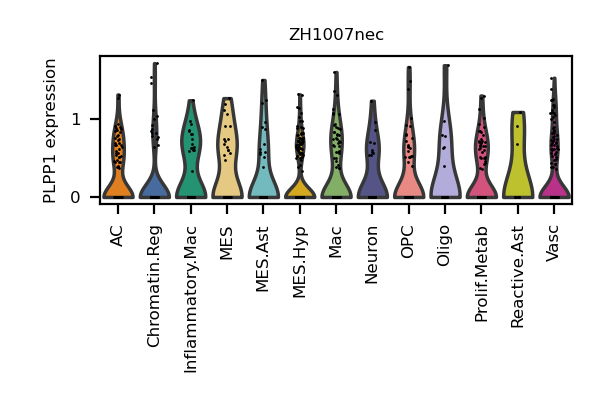 ZH1007nec
PLPP1 expression
1
0
AC
Chromatin.Reg
Inflammatory.Mac
MES
MES.Ast
MES.Hyp
Mac
Neuron
OPC
Oligo
Prolif.Metab
Reactive.Ast
Vasc